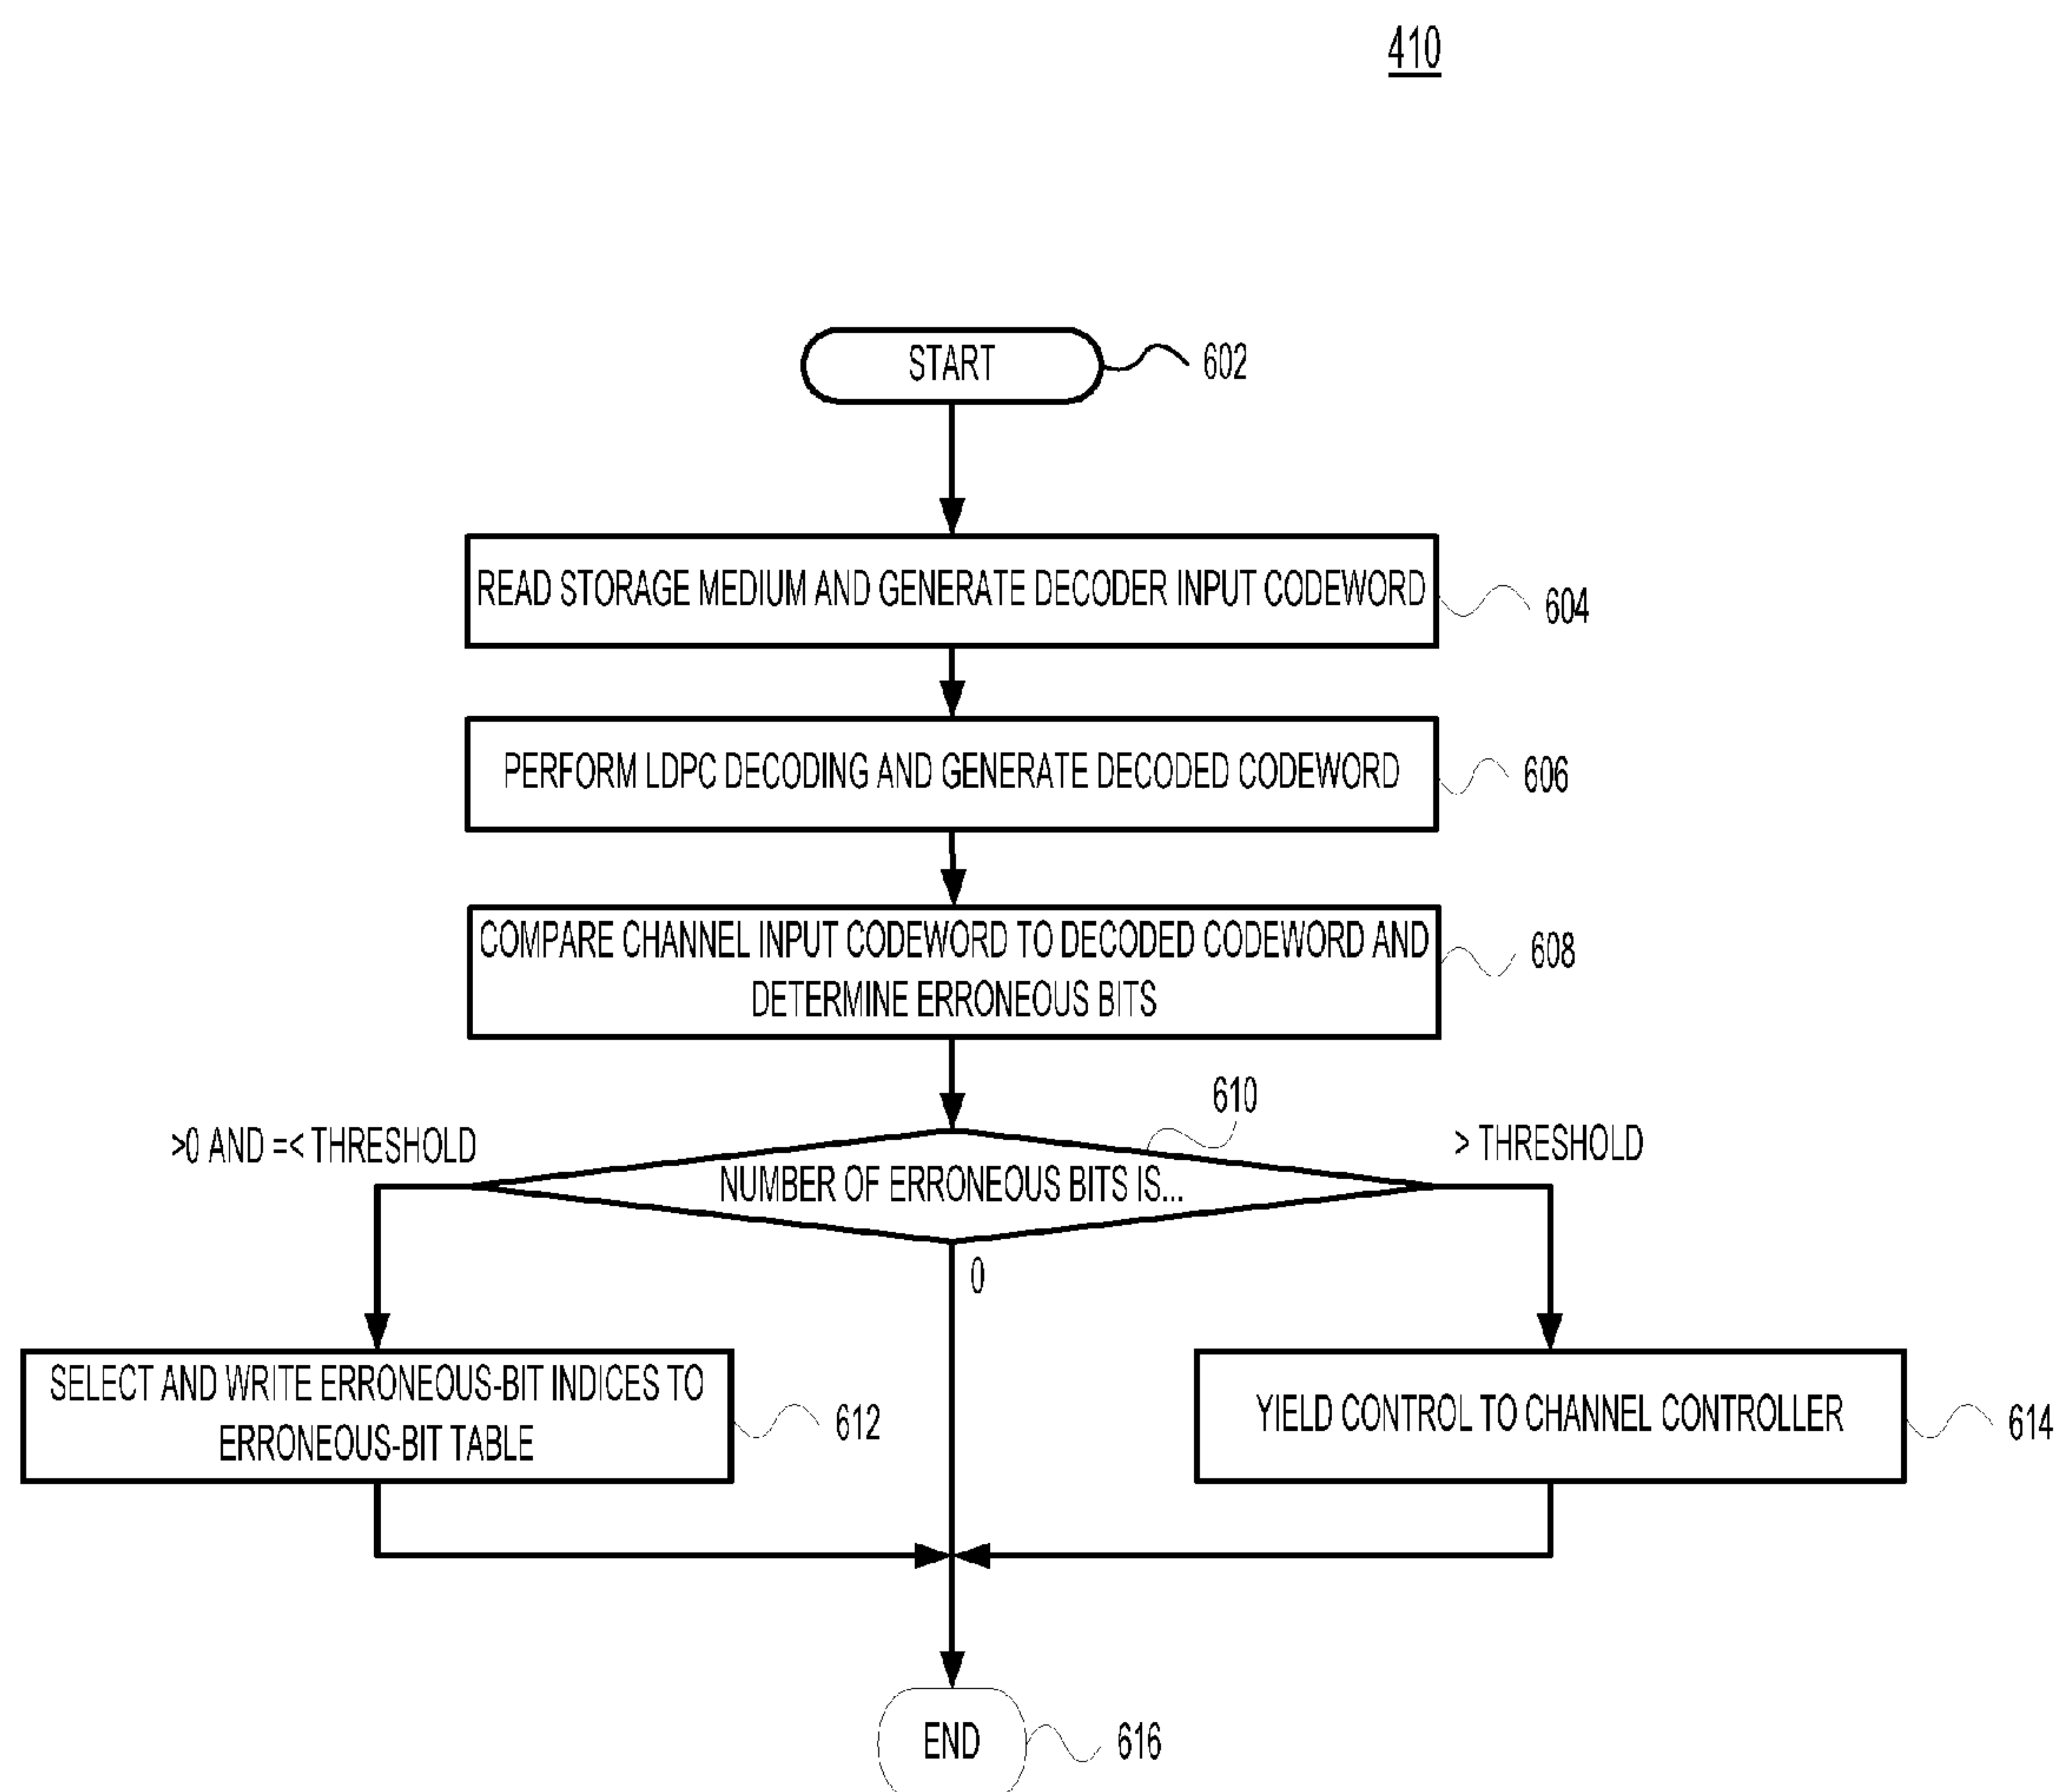 410
START
602
READ STORAGE MEDIUM AND GENERATE DECODER INPUT CODEWORD
604
PERFORM LDPC DECODING AND GENERATE DECODED CODEWORD
606
COMPARE CHANNEL INPUT CODEWORD TO DECODED CODEWORD AND
DETERMINE ERRONEOUS BITS
608
610
>0 AND =< THRESHOLD
> THRESHOLD
NUMBER OF ERRONEOUS BITS IS...
0
SELECT AND WRITE ERRONEOUS-BIT INDICES TO
ERRONEOUS-BIT TABLE
612
YIELD CONTROL TO CHANNEL CONTROLLER
614
END
616